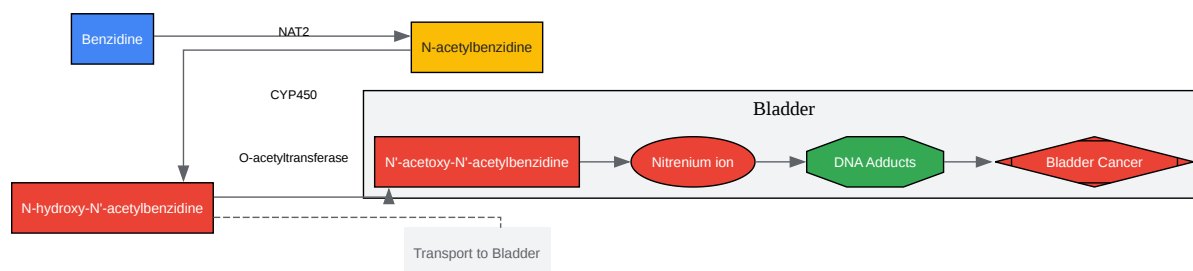 Benzidine
NAT2
N-acetylbenzidine
CYP450
Bladder
O-acetyltransferase
N'-acetoxy-N'-acetylbenzidine
Nitrenium ion
DNA Adducts
Bladder Cancer
N-hydroxy-N'-acetylbenzidine
Transport to Bladder